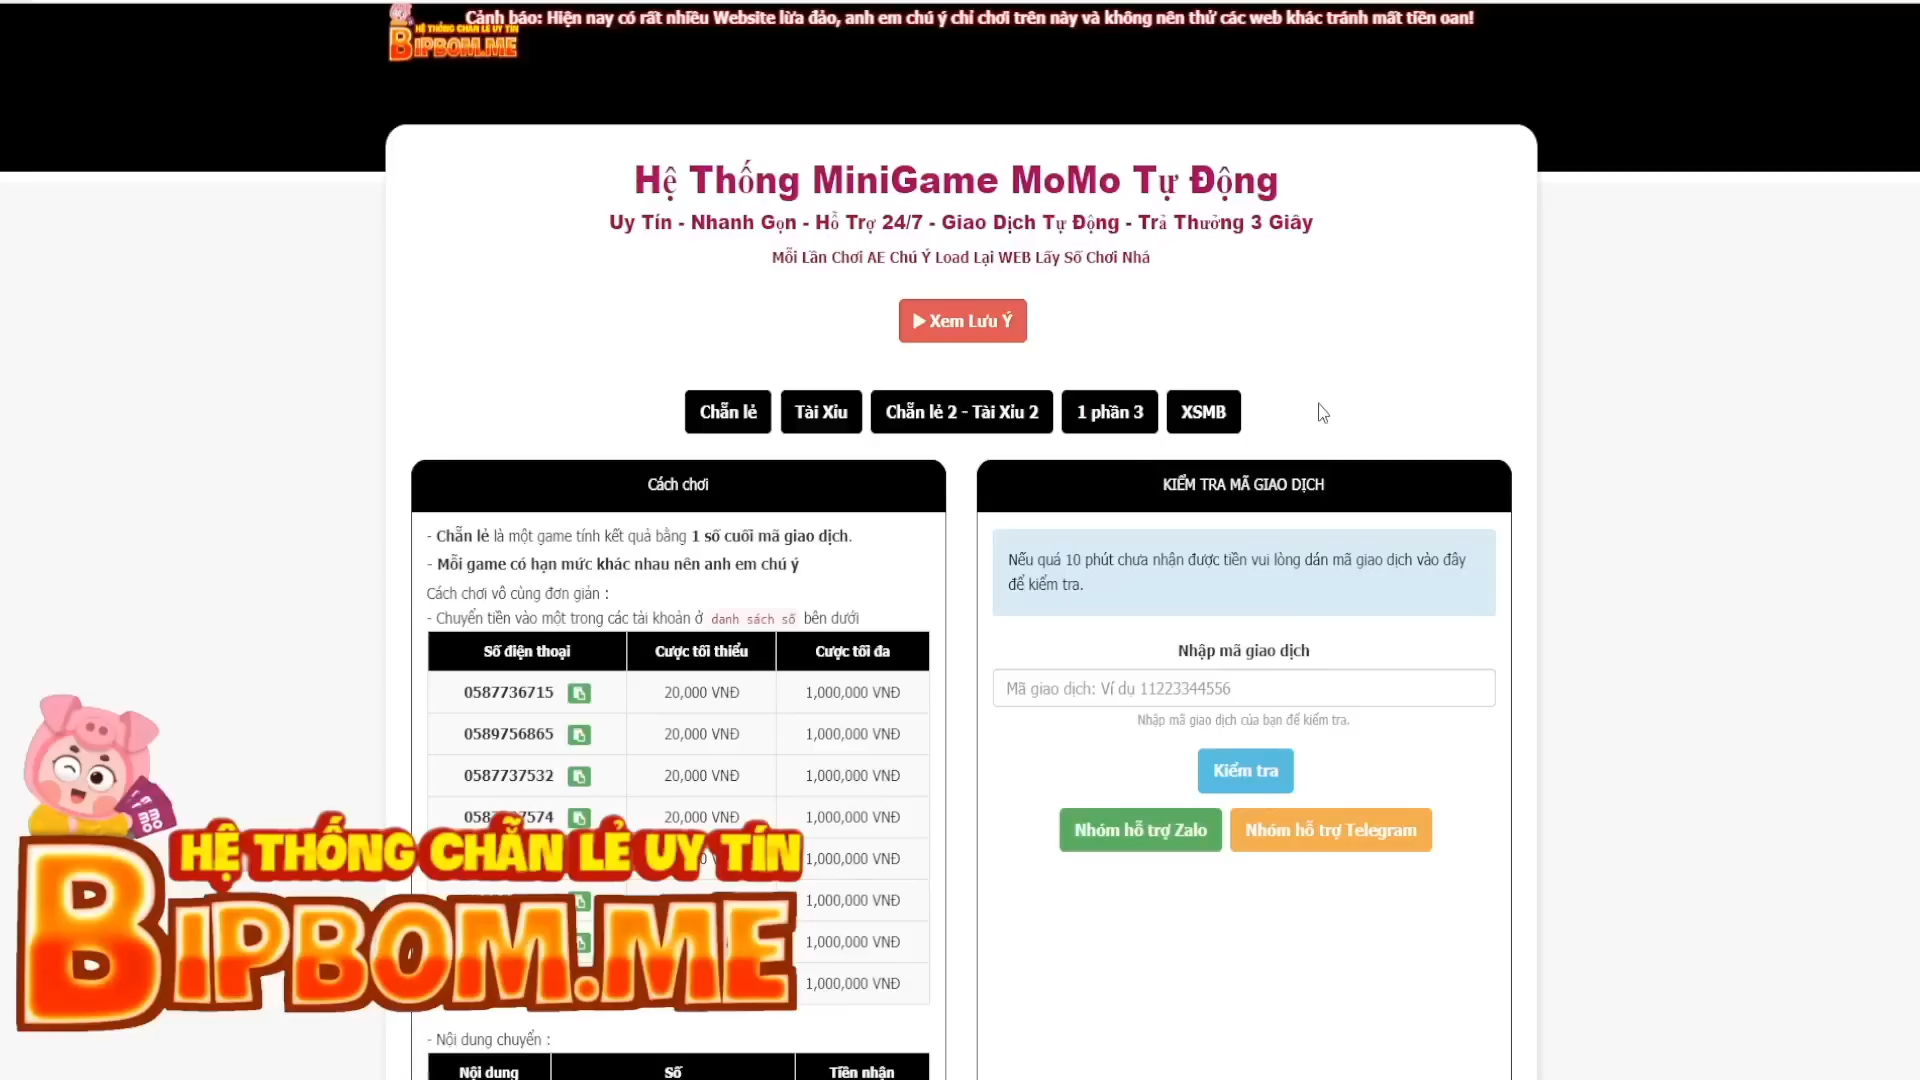 Cảnh báo: Hiện nay có rất nhiều Website lừa đảo, anh em chú ý chỉ chơi trên này và không nên thử các web khác tránh mất tiền oan!
HỆ THỐNG CHẴN LẺ UY TÍN
BIPBOM.ME
Hệ Thống MiniGame MoMo Tự Động
Uy Tín - Nhanh Gọn - Hỗ Trợ 24/7 - Giao Dịch Tự Động - Trả Thưởng 3 Giây
Mỗi Lần Chơi AE Chú Ý Load Lại WEB Lấy Số Chơi Nhá
Xem Lưu Ý
Chẵn lẻ
Tài Xỉu
Chẵn lẻ 2 - Tài Xỉu 2
1 phần 3
XSMB
Cách chơi
- Chẵn lẻ là một game tính kết quả bằng 1 số cuối mã giao dịch.
- Mỗi game có hạn mức khác nhau nên anh em chú ý
Cách chơi vô cùng đơn giản :
- Chuyển tiền vào một trong các tài khoản ở danh sách số bên dưới
Số điện thoại Cược tối thiểu Cược tối đa
0587736715 20,000 VNĐ 1,000,000 VNĐ
0589756865 20,000 VNĐ 1,000,000 VNĐ
0587737532 20,000 VNĐ 1,000,000 VNĐ
20,000 VNĐ 1,000,000 VNĐ
1,000,000 VNĐ
1,000,000 VNĐ
1,000,000 VNĐ
1,000,000 VNĐ
- Nội dung chuyển :
Nội dung Số Tiền nhận
KIỂM TRA MÃ GIAO DỊCH
Nếu quá 10 phút chưa nhận được tiền vui lòng dán mã giao dịch vào đây
để kiểm tra.
Nhập mã giao dịch
Mã giao dịch: Ví dụ 11223344556
Nhập mã giao dịch của bạn để kiểm tra.
Kiểm tra
Nhóm hỗ trợ Zalo
Nhóm hỗ trợ Telegram
mo
mo
HỆ THỐNG CHẴN LẺ UY TÍN
BIPBOM.ME